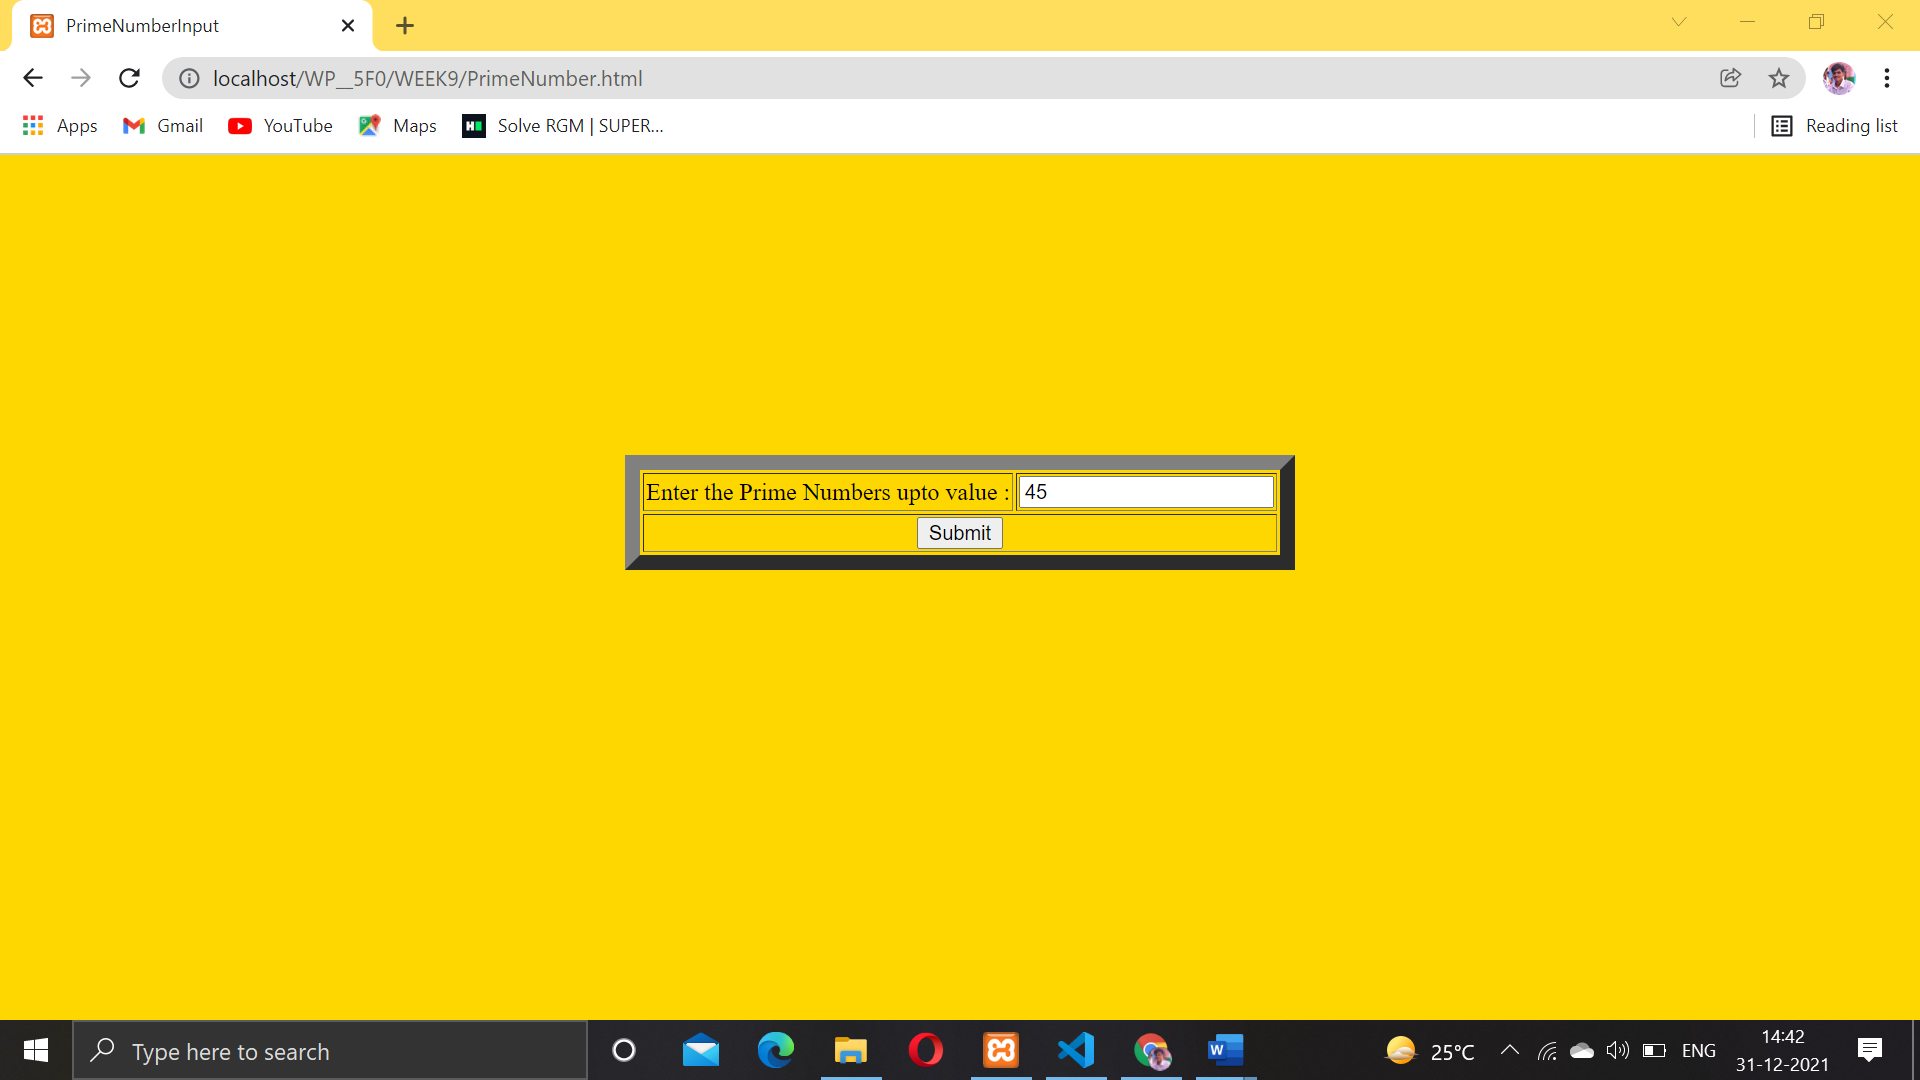 PrimeNumberInput
localhost/WP__5F0/WEEK9/PrimeNumber.html
Apps Gmail YouTube Maps Solve RGM | SUPER... Reading list
Enter the Prime Numbers upto value : 45
Submit
Type here to search
25°C ENG 14:42
31-12-2021